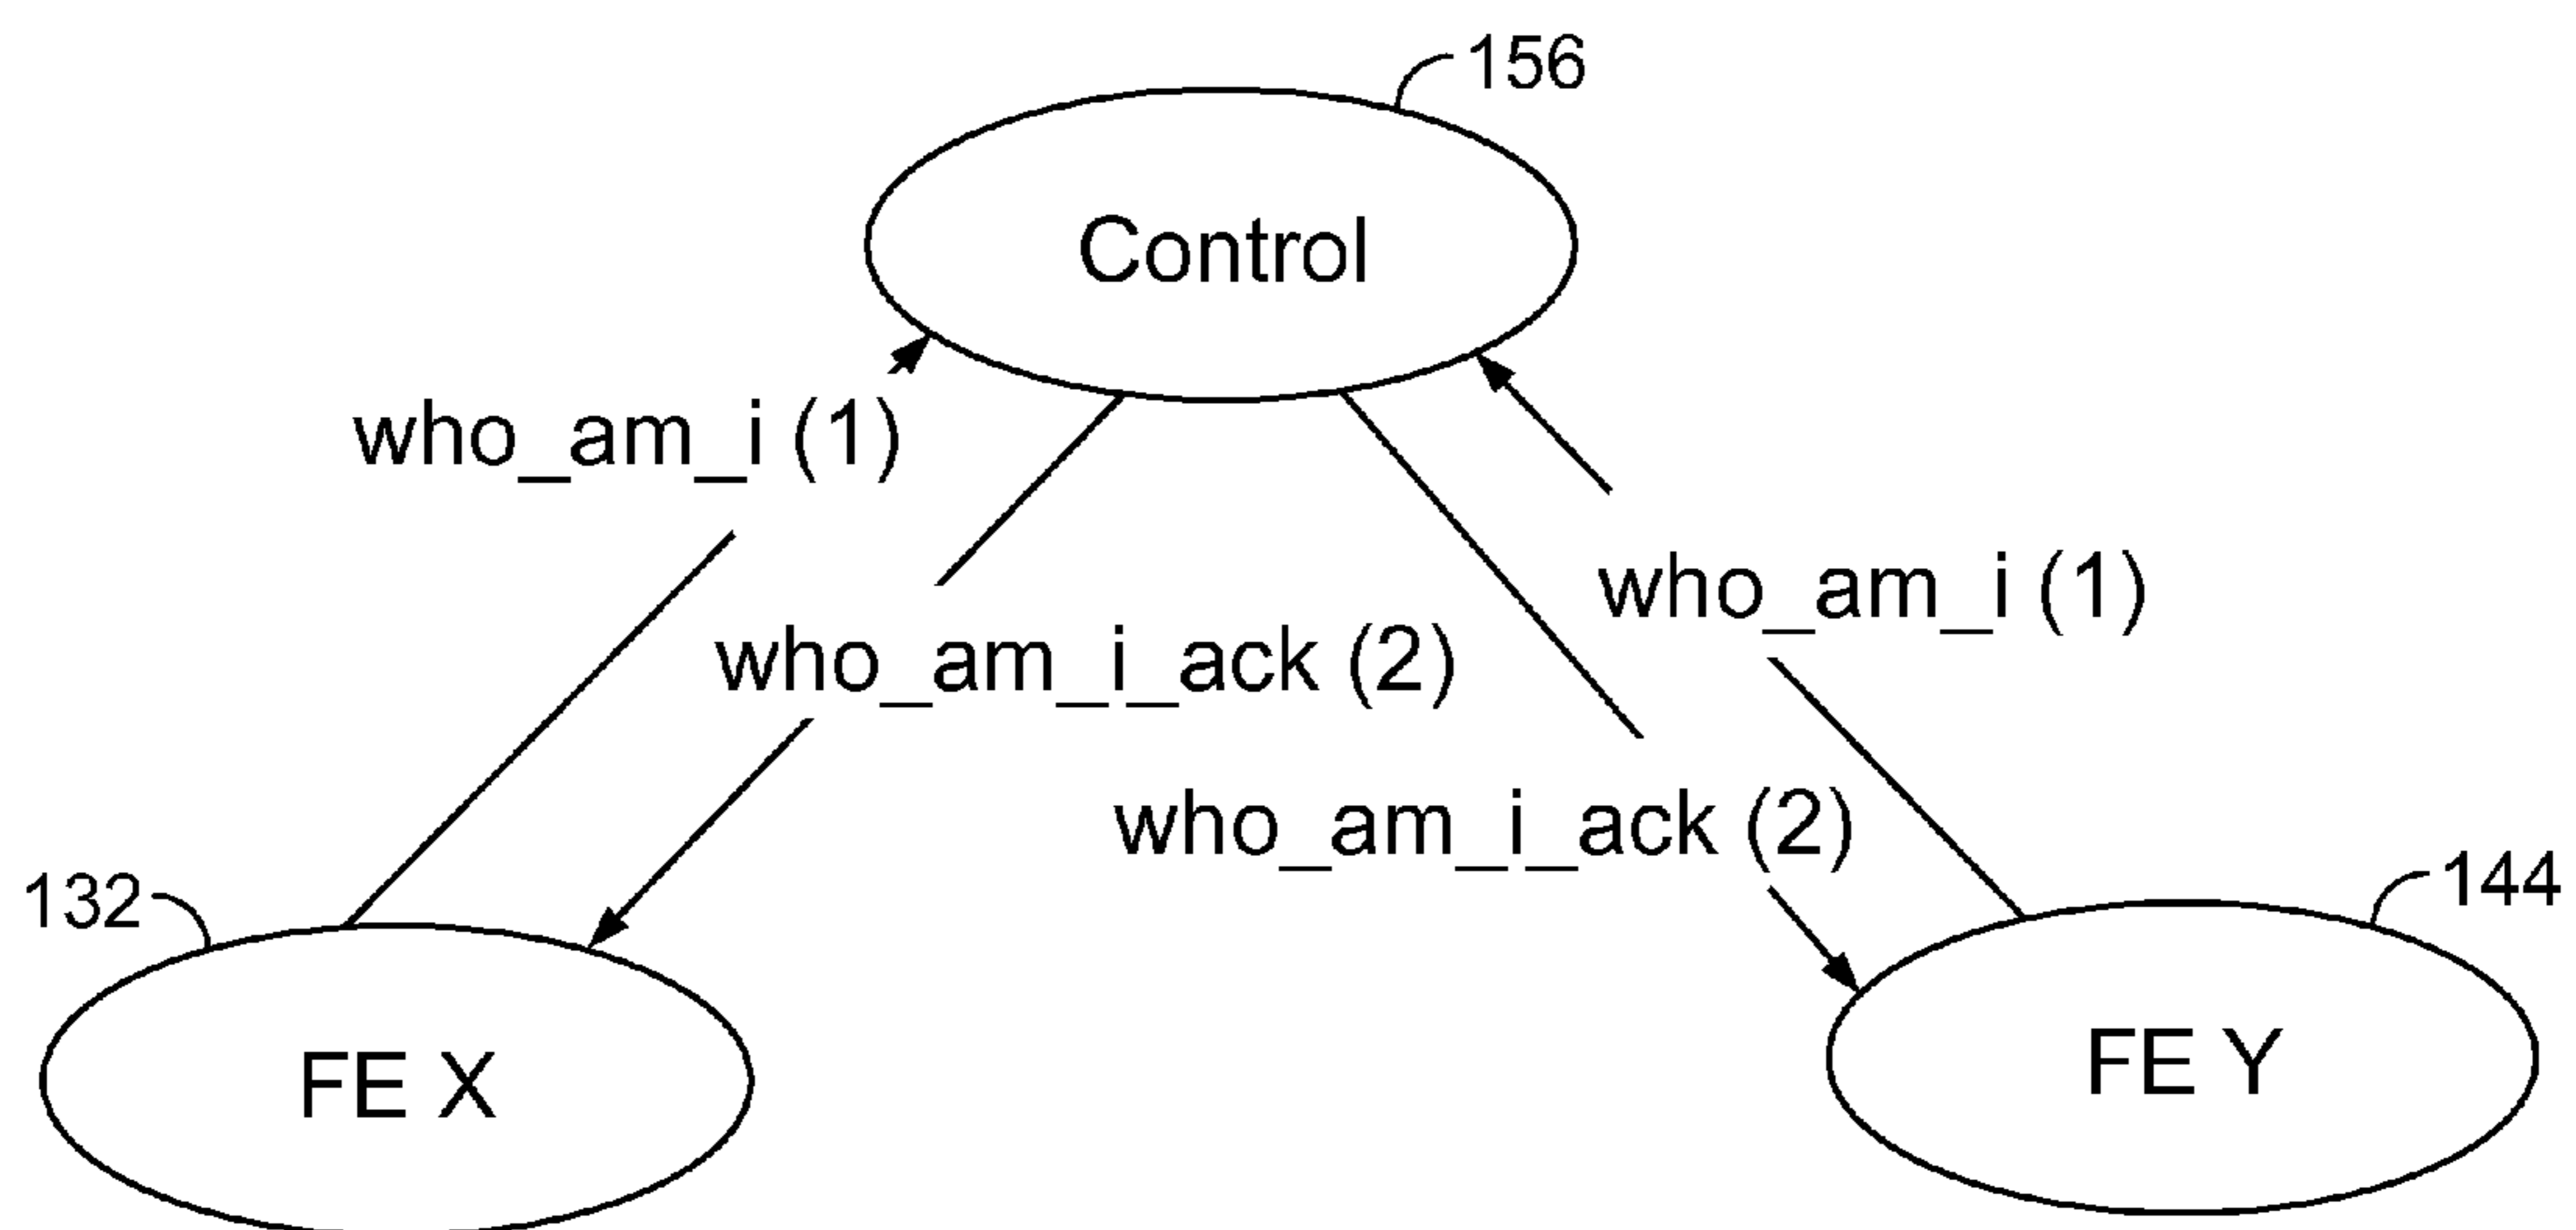 156
Control
who_am_i (1)
who_am_i (1)
who_am_i_ack (2)
who_am_i_ack (2)
132
144
FE X
FE Y